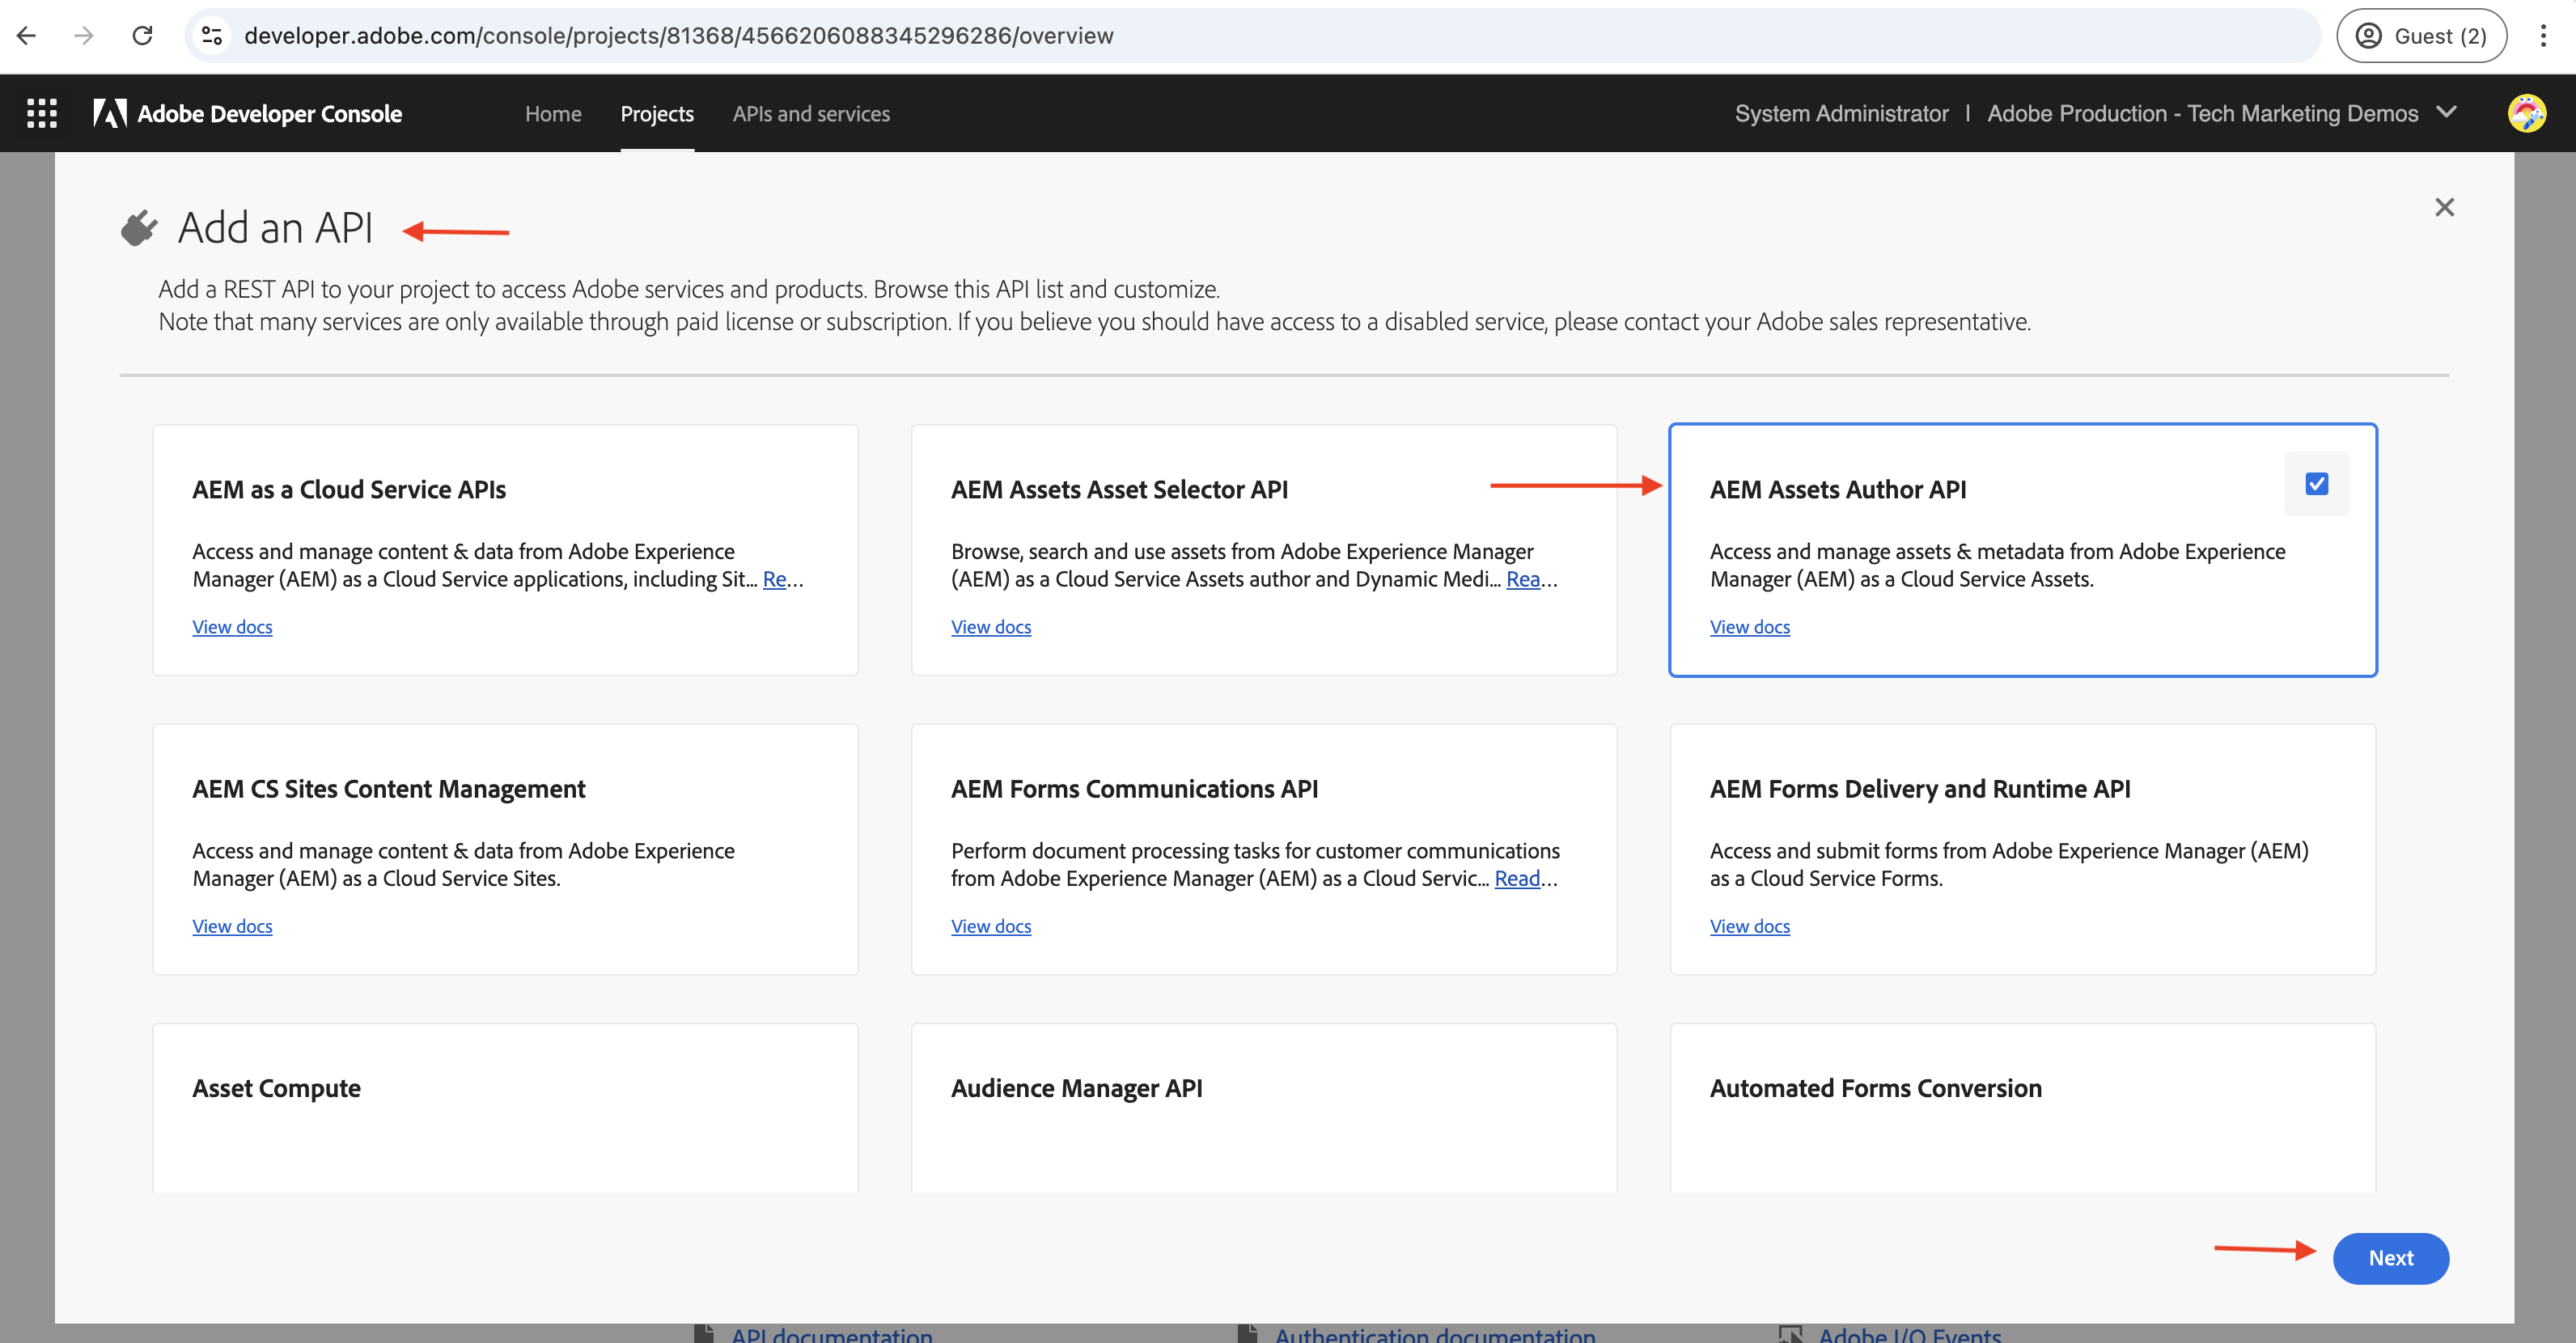 developer.adobe.com/console/projects/81368/4566206088345296286/overview
Guest (2)
Adobe Developer Console
Home
Projects
APIs and services
System Administrator | Adobe Production - Tech Marketing Demos
Add an API
Add a REST API to your project to access Adobe services and products. Browse this API list and customize.
Note that many services are only available through paid license or subscription. If you believe you should have access to a disabled service, please contact your Adobe sales representative.
AEM as a Cloud Service APIs
Access and manage content & data from Adobe Experience
Manager (AEM) as a Cloud Service applications, including Sit... Re...
View docs
AEM Assets Asset Selector API
Browse, search and use assets from Adobe Experience Manager
(AEM) as a Cloud Service Assets author and Dynamic Medi... Rea...
View docs
AEM Assets Author API
Access and manage assets & metadata from Adobe Experience
Manager (AEM) as a Cloud Service Assets.
View docs
AEM CS Sites Content Management
Access and manage content & data from Adobe Experience
Manager (AEM) as a Cloud Service Sites.
View docs
AEM Forms Communications API
Perform document processing tasks for customer communications
from Adobe Experience Manager (AEM) as a Cloud Servic... Read...
View docs
AEM Forms Delivery and Runtime API
Access and submit forms from Adobe Experience Manager (AEM)
as a Cloud Service Forms.
View docs
Asset Compute
Audience Manager API
Automated Forms Conversion
Next
API documentation
Authentication documentation
Adobe I/O Events